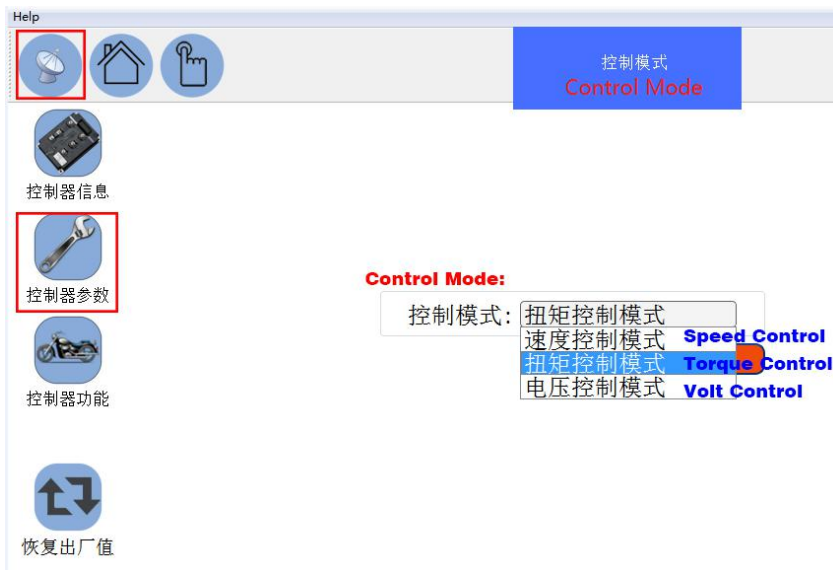 Help
控制模式
Control Mode
控制器信息
控制器参数
Control Mode:
控制模式: 扭矩控制模式
速度控制模式 Speed Control
扭矩控制模式 Torque Control
电压控制模式 Volt Control
控制器功能
恢复出厂值